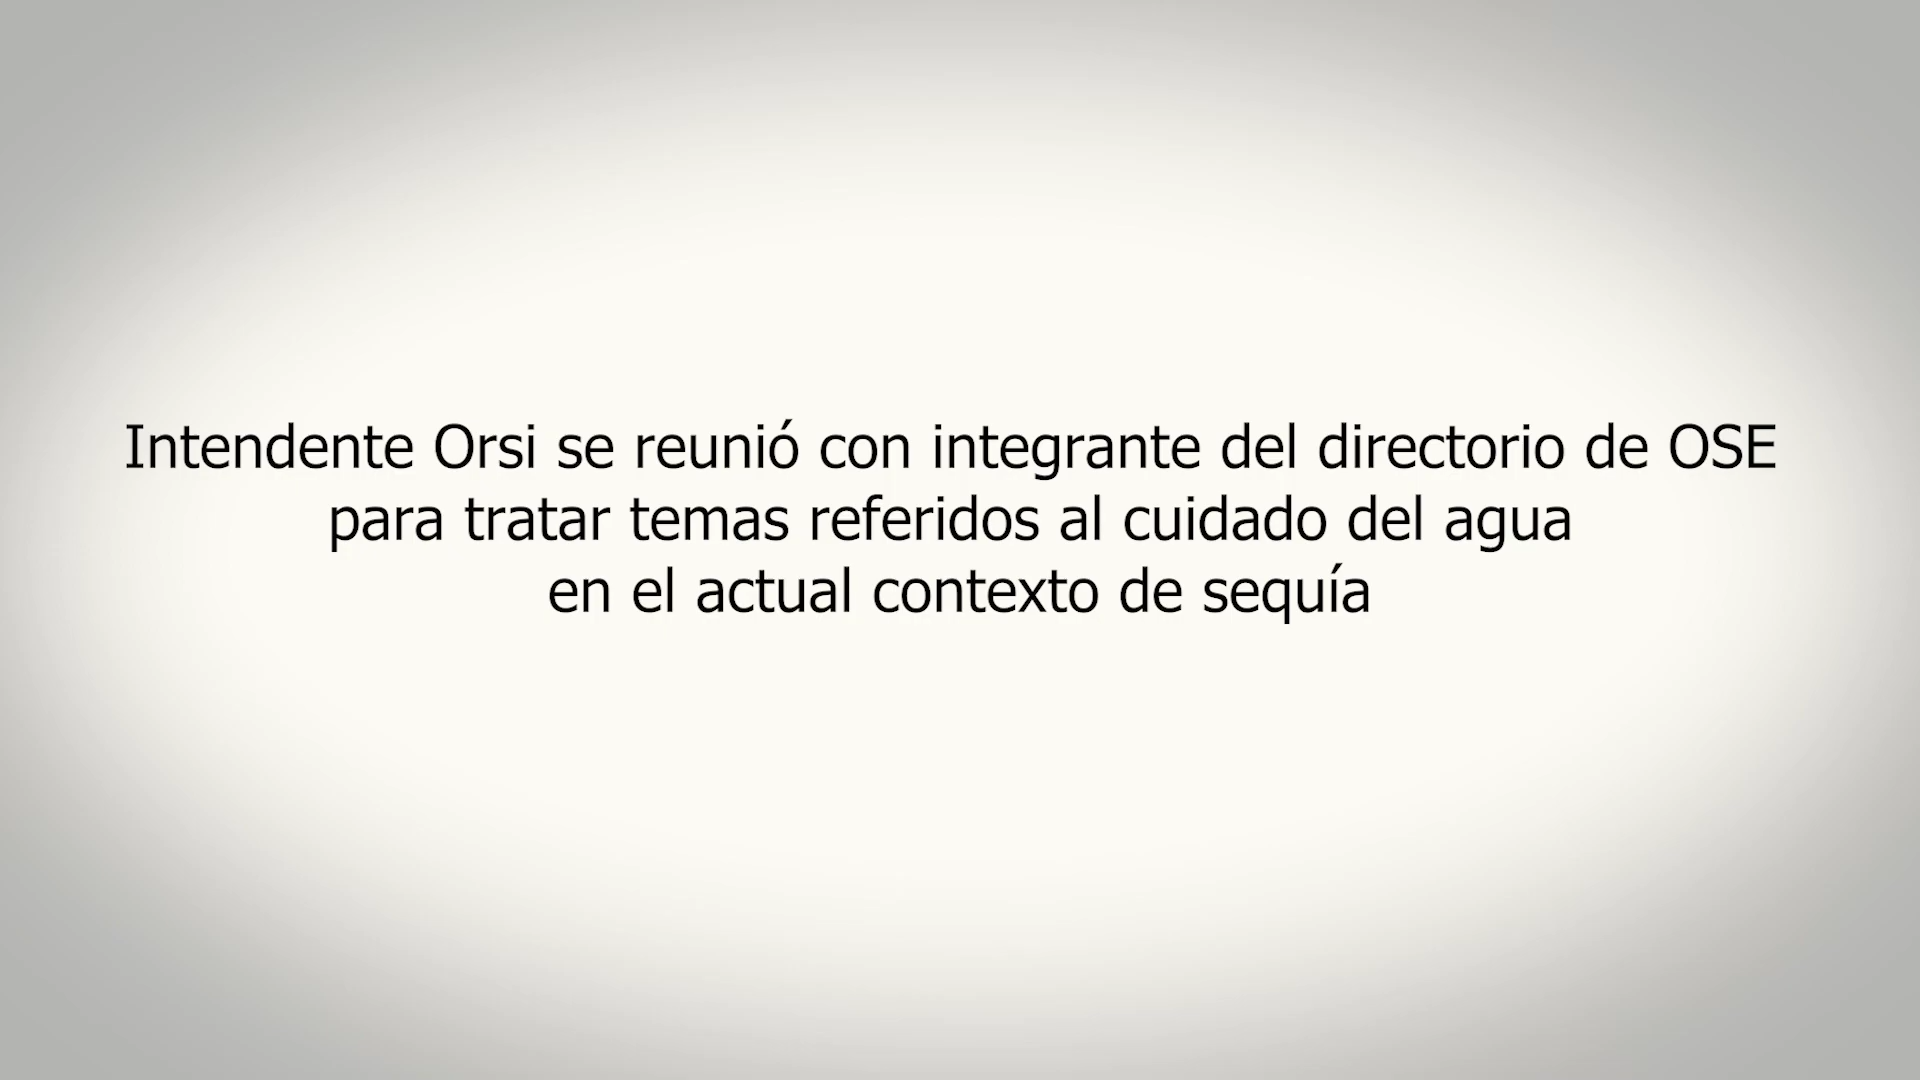 Intendente Orsi se reunió con integrante del directorio de OSE
para tratar temas referidos al cuidado del agua
en el actual contexto de sequía